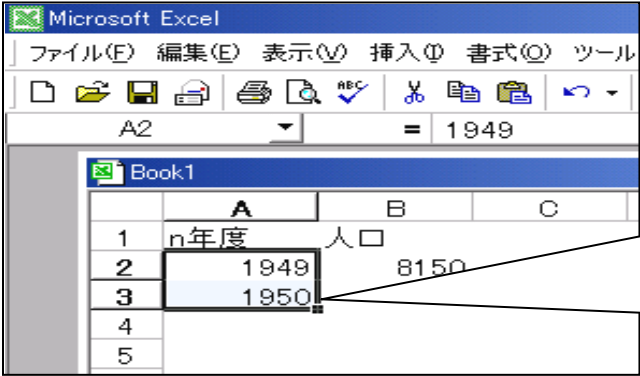 Microsoft Excel
ファイル(F) 編集(E) 表示(V) 挿入(I) 書式(O) ツール
ABC
A2 = 1949
Book1
A B C
1 n年度 人口
2 1949 8150
3 1950
4
5